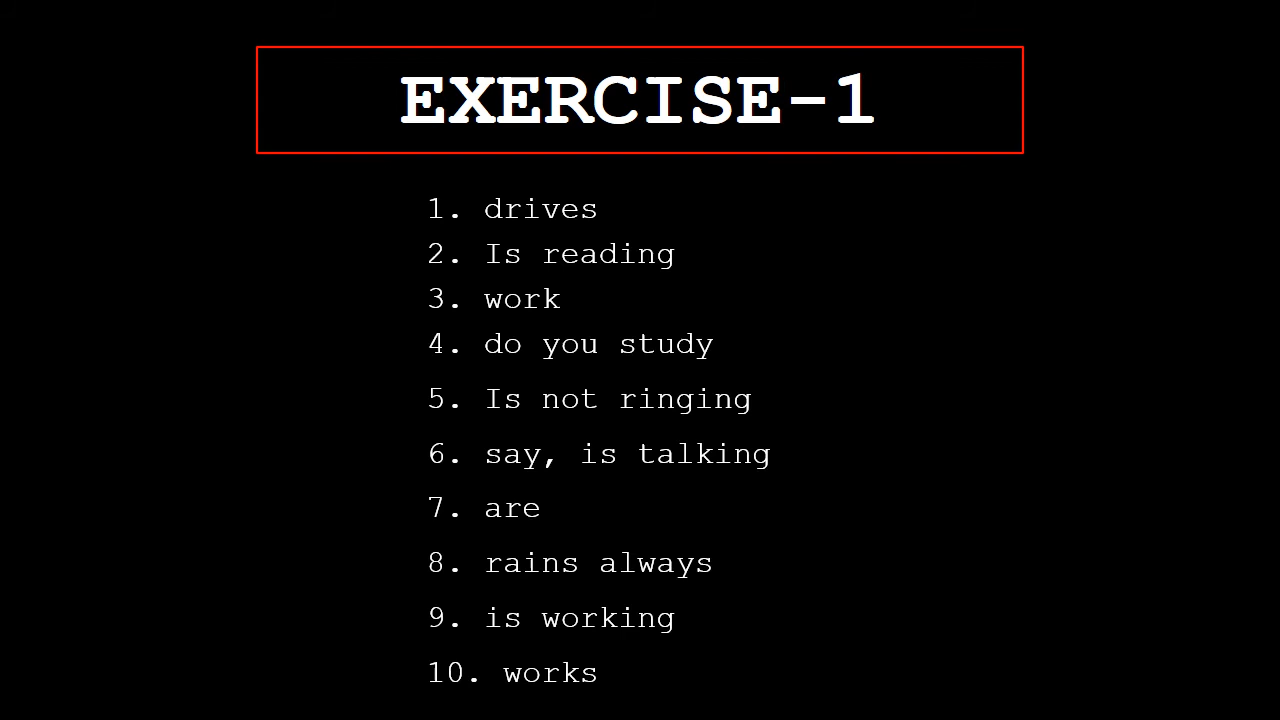 EXERCISE-1
1. drives
2. Is reading
3. work
4. do you study
5. Is not ringing
6. say, is talking
7. are
8. rains always
9. is working
10. works